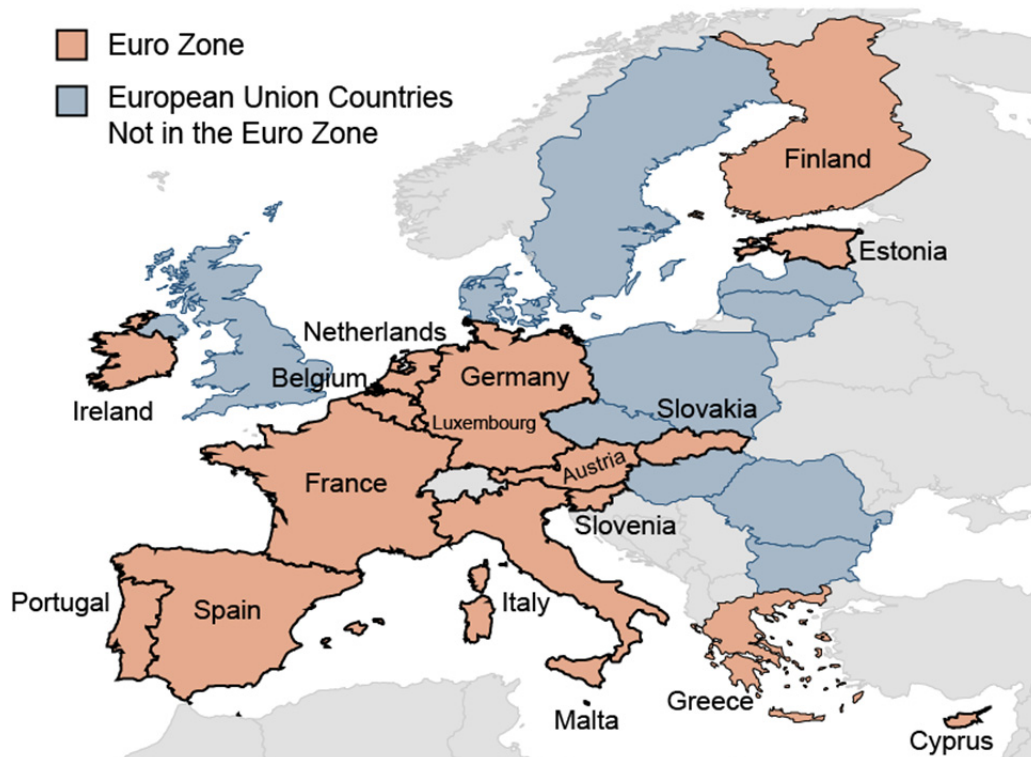 Euro Zone
European Union Countries
Not in the Euro Zone
Finland
Estonia
Netherlands
Belgium
Germany
Ireland
Luxembourg
Slovakia
Austria
France
Slovenia
Portugal
Spain
Italy
Greece
Malta
Cyprus